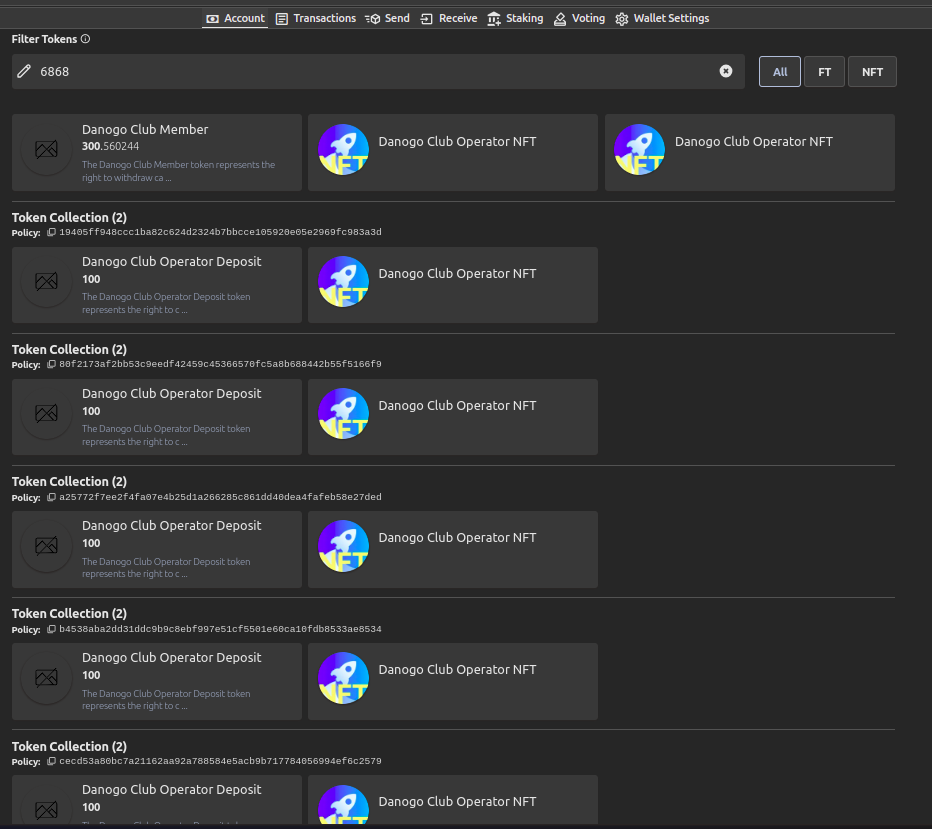 Account Transactions Send Receive Staking Voting Wallet Settings
Filter Tokens
6868
All FT NFT
Danogo Club Member
300.560244
The Danogo Club Member token represents the
right to withdraw ca ...
Danogo Club Operator NFT
Danogo Club Operator NFT
Token Collection (2)
Policy: 19405ff948ccc1ba82c624d2324b7bbcce105920e05e2969fc983a3d
Danogo Club Operator Deposit
100
The Danogo Club Operator Deposit token
represents the right to c ...
Danogo Club Operator NFT
Token Collection (2)
Policy: 80f2173af2bb53c9eedf42459c45366570fc5a8b688442b55f5166f9
Danogo Club Operator Deposit
100
The Danogo Club Operator Deposit token
represents the right to c ...
Danogo Club Operator NFT
Token Collection (2)
Policy: a25772f7ee2f4fa07e4b25d1a266285c861dd40dea4fafeb58e27ded
Danogo Club Operator Deposit
100
The Danogo Club Operator Deposit token
represents the right to c ...
Danogo Club Operator NFT
Token Collection (2)
Policy: b4538aba2dd31ddc9b9c8ebf997e51cf5501e60ca10fdb8533ae8534
Danogo Club Operator Deposit
100
The Danogo Club Operator Deposit token
represents the right to c ...
Danogo Club Operator NFT
Token Collection (2)
Policy: cecd53a80bc7a21162aa92a788584e5acb9b717784056994ef6c2579
Danogo Club Operator Deposit
100
Danogo Club Operator NFT